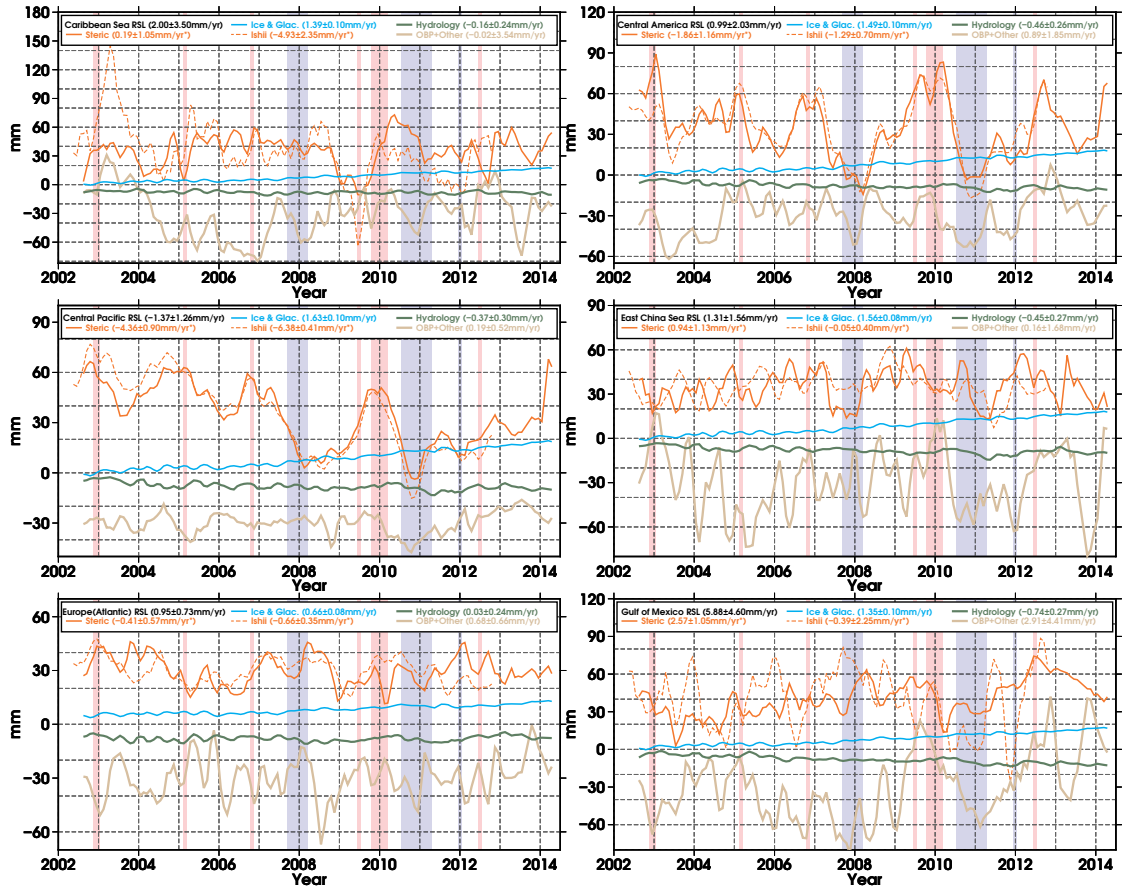 Caribbean Sea RSL (2.00±3.50mm/yr) Ice & Glac. (1.39±0.10mm/yr) Hydrology (−0.16±0.24mm/yr)
Steric (0.19±1.05mm/yr*) Ishii (−4.93±2.35mm/yr*) OBP+Other (−0.02±3.54mm/yr)
180
150
120
90
60
30
0
−30
−60
mm
2002 2004 2006 2008 2010 2012 2014
Year
Central America RSL (0.99±2.03mm/yr) Ice & Glac. (1.49±0.10mm/yr) Hydrology (−0.46±0.26mm/yr)
Steric (−1.86±1.16mm/yr*) Ishii (−1.29±0.70mm/yr*) OBP+Other (0.89±1.85mm/yr)
120
90
60
30
0
−30
−60
mm
2002 2004 2006 2008 2010 2012 2014
Year
Central Pacific RSL (−1.37±1.26mm/yr) Ice & Glac. (1.63±0.10mm/yr) Hydrology (−0.37±0.30mm/yr)
Steric (−4.36±0.90mm/yr*) Ishii (−6.38±0.41mm/yr*) OBP+Other (0.19±0.52mm/yr)
90
60
30
0
−30
mm
2002 2004 2006 2008 2010 2012 2014
Year
East China Sea RSL (1.31±1.56mm/yr) Ice & Glac. (1.56±0.08mm/yr) Hydrology (−0.45±0.27mm/yr)
Steric (0.94±1.13mm/yr*) Ishii (−0.05±0.40mm/yr*) OBP+Other (0.16±1.68mm/yr)
90
60
30
0
−30
−60
mm
2002 2004 2006 2008 2010 2012 2014
Year
Europe(Atlantic) RSL (0.95±0.73mm/yr) Ice & Glac. (0.66±0.08mm/yr) Hydrology (0.03±0.24mm/yr)
Steric (−0.41±0.57mm/yr*) Ishii (−0.66±0.35mm/yr*) OBP+Other (0.68±0.66mm/yr)
60
30
0
−30
−60
mm
2002 2004 2006 2008 2010 2012 2014
Year
Gulf of Mexico RSL (5.88±4.60mm/yr) Ice & Glac. (1.35±0.10mm/yr) Hydrology (−0.74±0.27mm/yr)
Steric (2.57±1.05mm/yr*) Ishii (−0.39±2.25mm/yr*) OBP+Other (2.91±4.41mm/yr)
120
90
60
30
0
−30
−60
mm
2002 2004 2006 2008 2010 2012 2014
Year